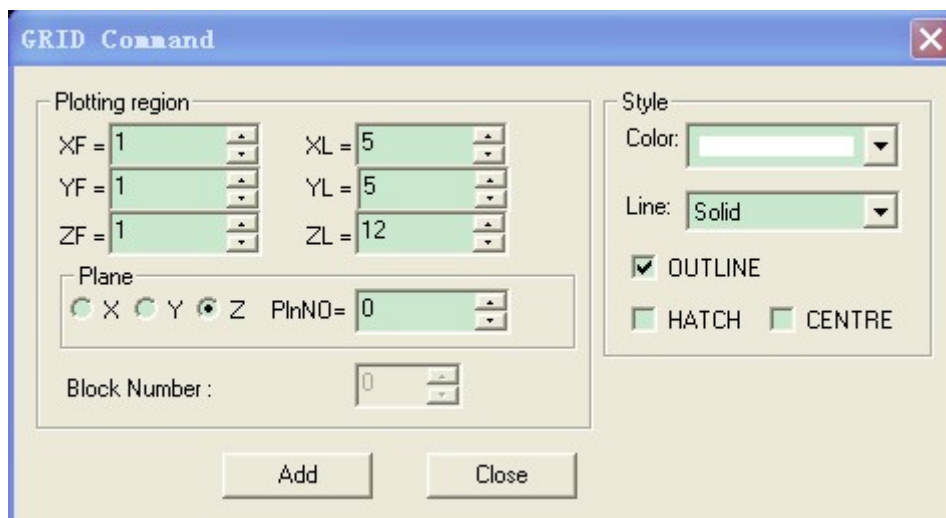 GRID Command
Plotting region
XF = 1 XL = 5
YF = 1 YL = 5
ZF = 1 ZL = 12
Plane
X Y Z PlnNO= 0
Block Number : 0
Style
Color:
Line: Solid
OUTLINE
HATCH CENTRE
Add Close